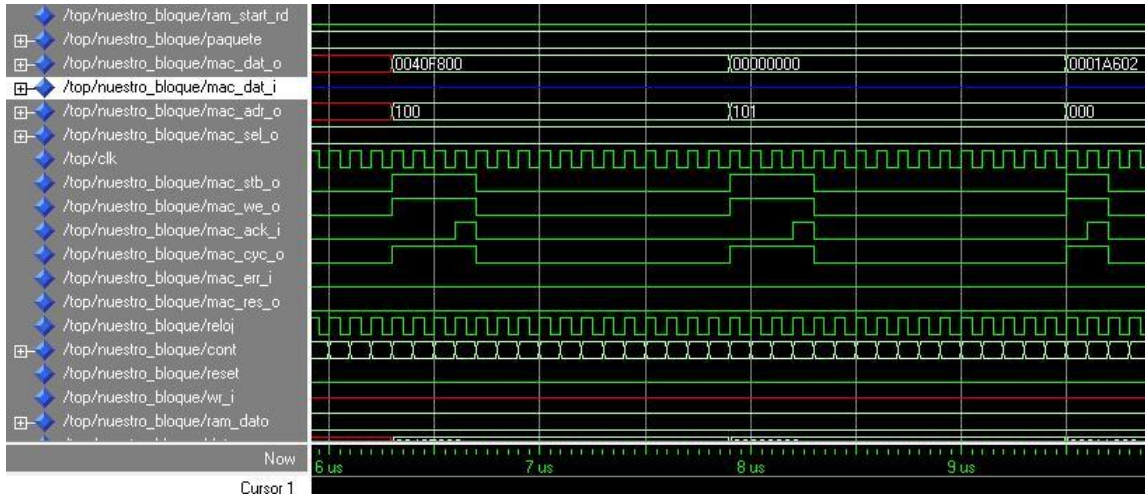 /top/nuestro_bloque/ram_start_rd
/top/nuestro_bloque/paquete
/top/nuestro_bloque/mac_dat_o 0040F800 00000000 0001A602
/top/nuestro_bloque/mac_dat_i
/top/nuestro_bloque/mac_adr_o 100 101 000
/top/nuestro_bloque/mac_sel_o
/top/clk
/top/nuestro_bloque/mac_stb_o
/top/nuestro_bloque/mac_we_o
/top/nuestro_bloque/mac_ack_i
/top/nuestro_bloque/mac_cyc_o
/top/nuestro_bloque/mac_err_i
/top/nuestro_bloque/mac_res_o
/top/nuestro_bloque/reloj
/top/nuestro_bloque/cont
/top/nuestro_bloque/reset
/top/nuestro_bloque/wr_i
/top/nuestro_bloque/ram_dato
Now 6 us 7 us 8 us 9 us
Cursor 1